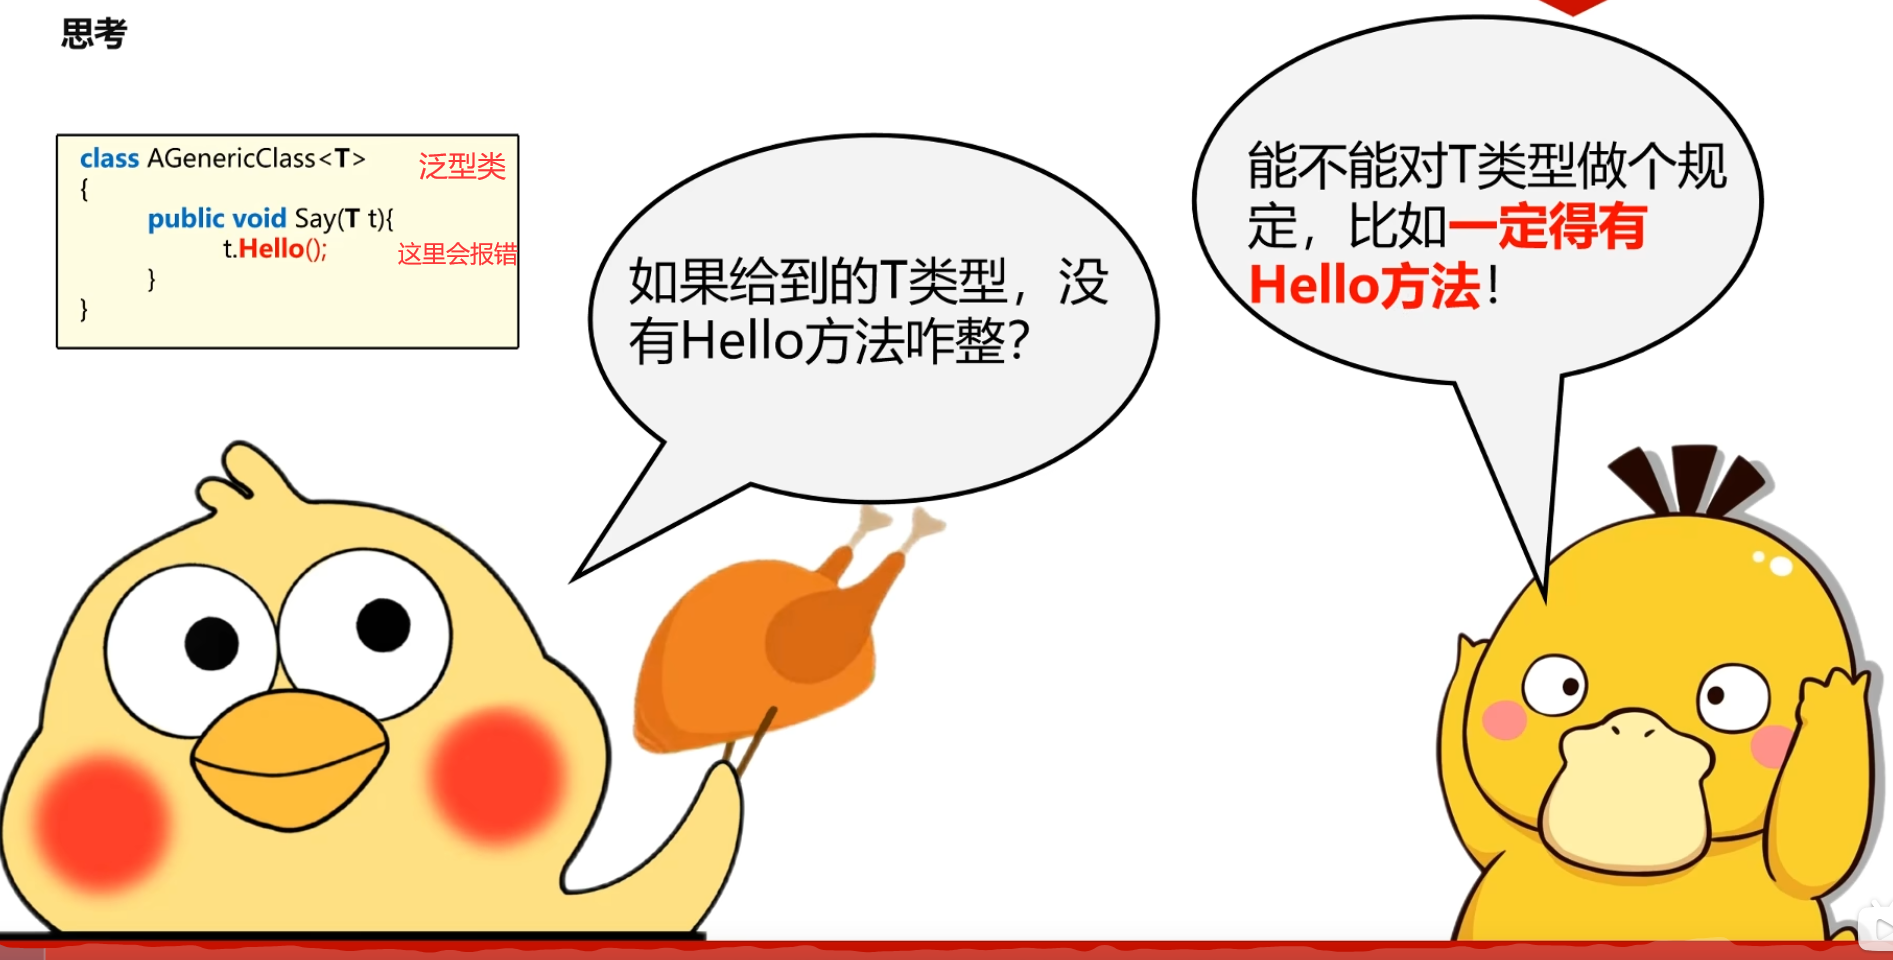 思考
class AGenericClass<T> 泛型类
{
public void Say(T t){
t.Hello(); 这里会报错
}
}
如果给到的T类型，没
有Hello方法咋整？
能不能对T类型做个规
定，比如一定得有
Hello方法！